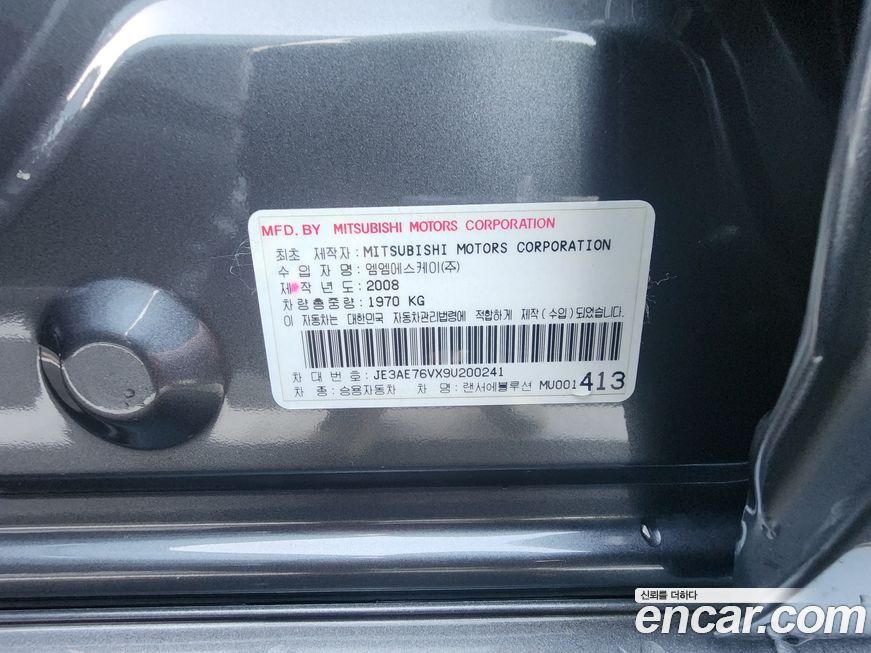 MFD. BY MITSUBISHI MOTORS CORPORATION
최초 제작자 : MITSUBISHI MOTORS CORPORATION
수 입 자 명 : 엠엠에스케이(주)
제 작 년 도 : 2008
차량총중량 : 1970 KG
이 자동차는 대한민국 자동차관리법령에 적합하게 제작(수입)되었습니다.
차 대 번 호 : JE3AE76VX9U200241
차 종 : 승용자동차 차 명 : 랜서에볼루션 MU001413
신뢰를 더하다
encar.com